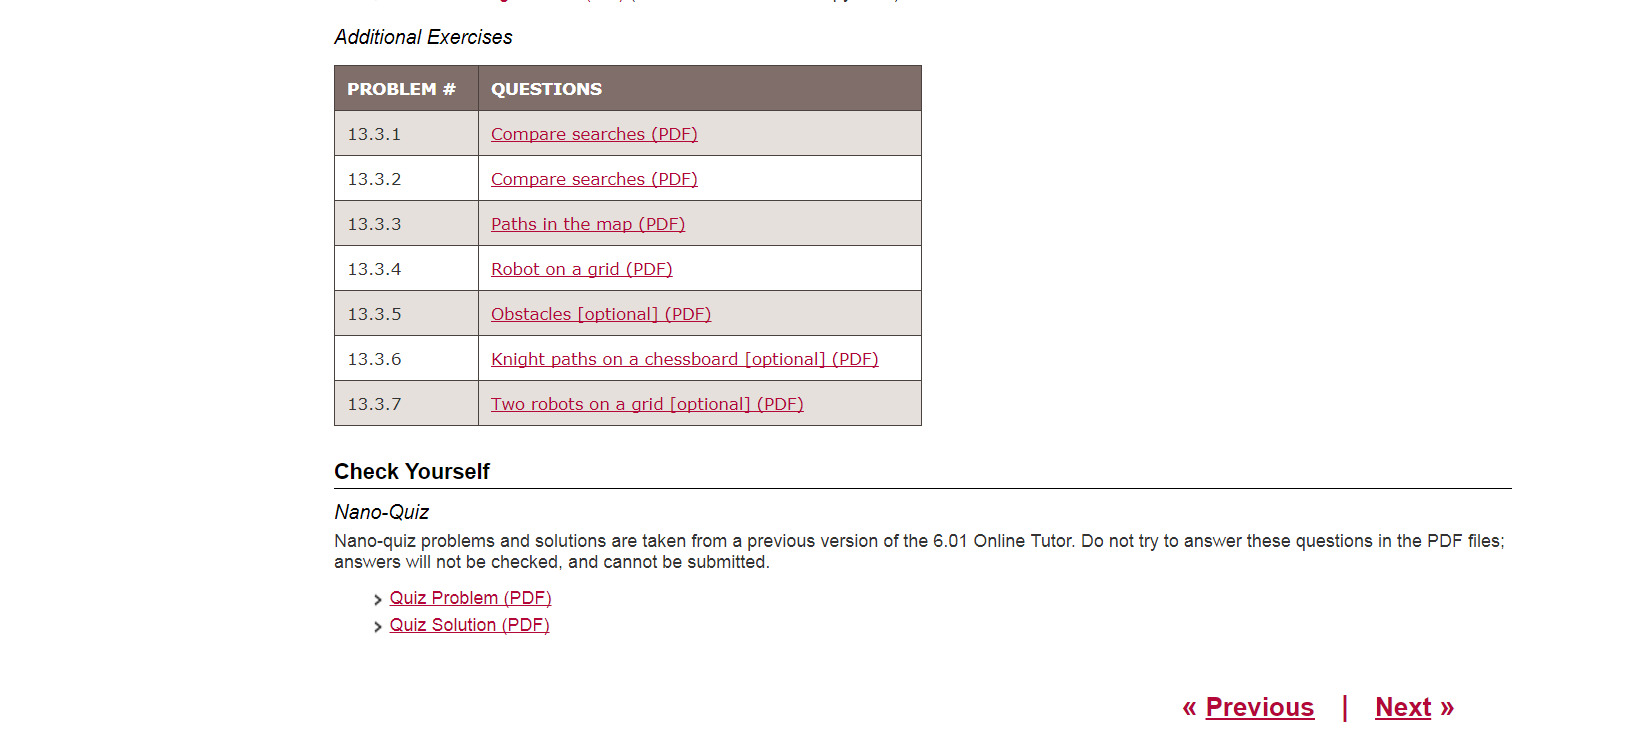 Additional Exercises
PROBLEM # QUESTIONS
13.3.1 Compare searches (PDF)
13.3.2 Compare searches (PDF)
13.3.3 Paths in the map (PDF)
13.3.4 Robot on a grid (PDF)
13.3.5 Obstacles [optional] (PDF)
13.3.6 Knight paths on a chessboard [optional] (PDF)
13.3.7 Two robots on a grid [optional] (PDF)
Check Yourself
Nano-Quiz
Nano-quiz problems and solutions are taken from a previous version of the 6.01 Online Tutor. Do not try to answer these questions in the PDF files;
answers will not be checked, and cannot be submitted.
› Quiz Problem (PDF)
› Quiz Solution (PDF)
« Previous | Next »